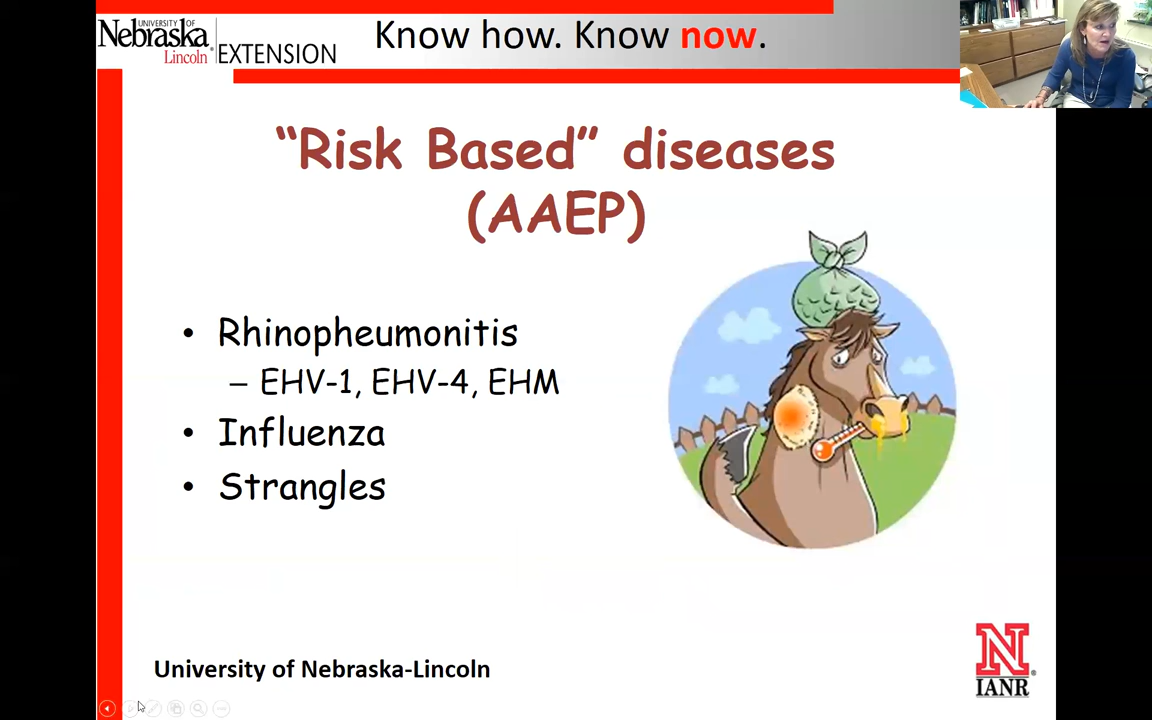 UNIVERSITY OF
Nebraska
Lincoln
EXTENSION
Know how. Know now.
“Risk Based” diseases
(AAEP)
• Rhinopheumonitis
– EHV-1, EHV-4, EHM
• Influenza
• Strangles
University of Nebraska-Lincoln
N
IANR